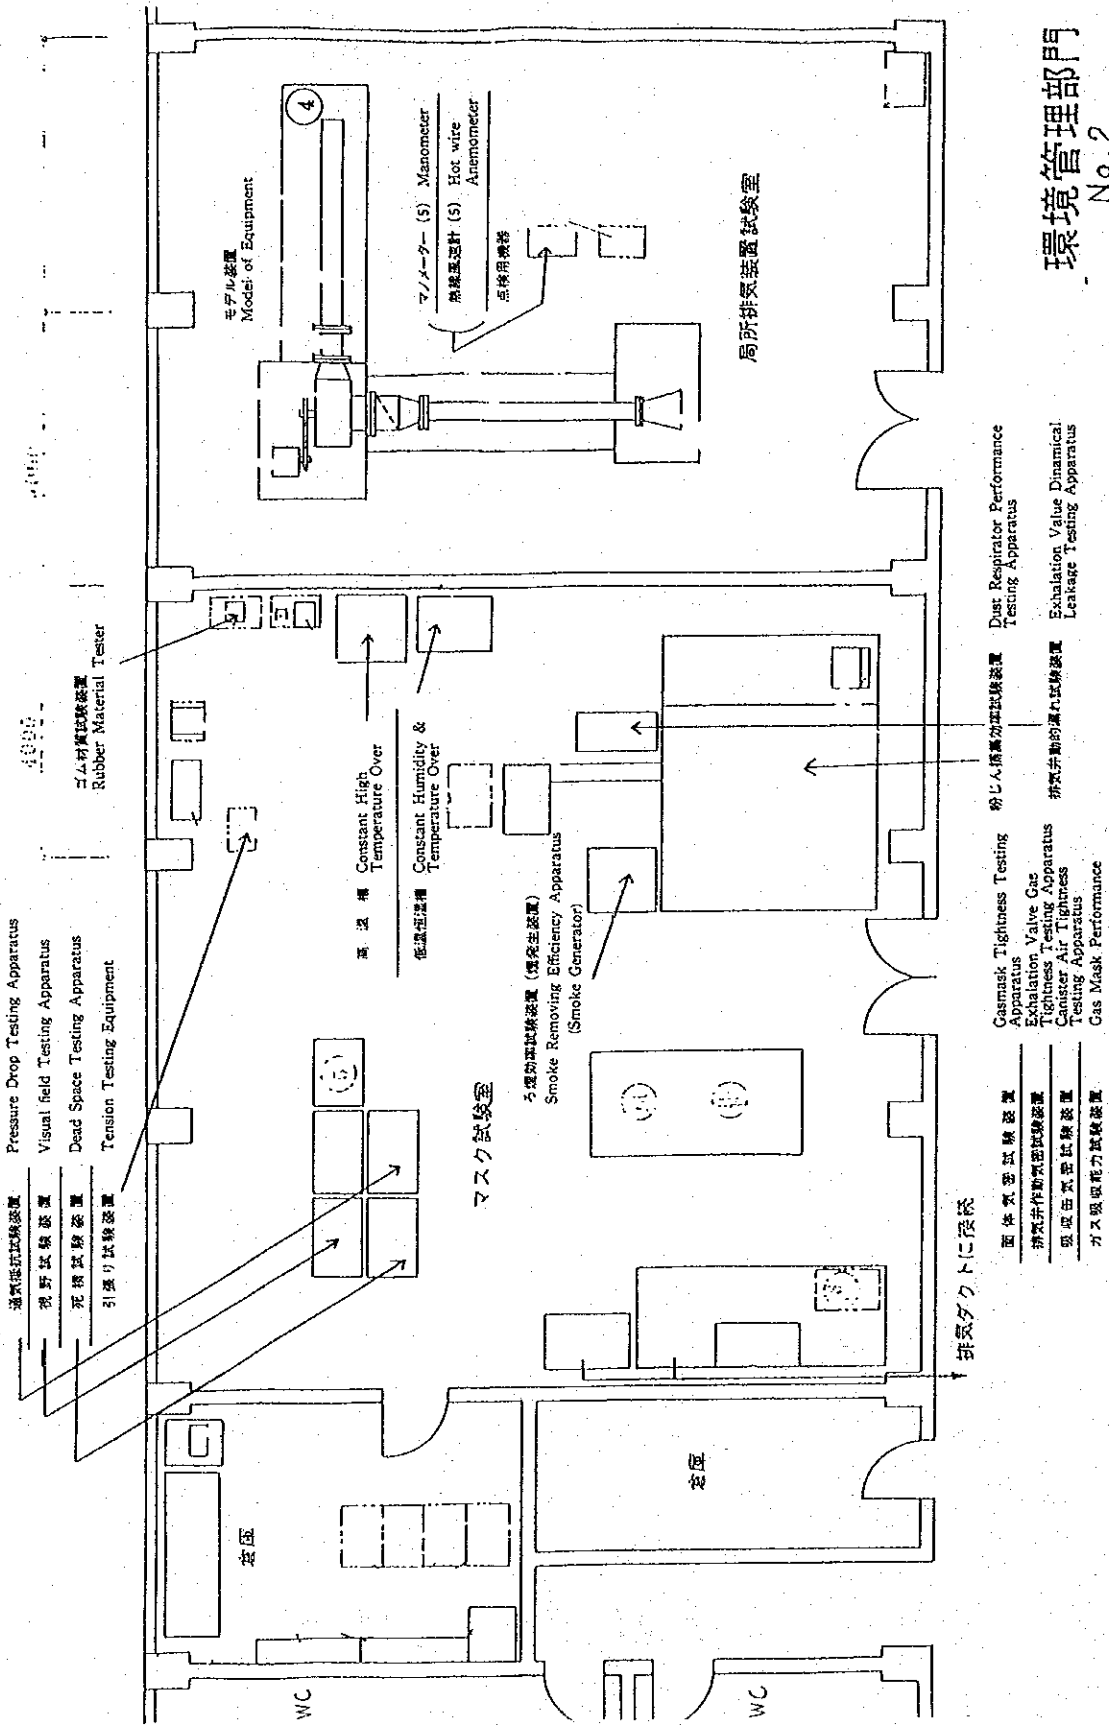 通気抵抗試験装置 Pressure Drop Testing Apparatus
視野試験装置 Visual field Testing Apparatus
死積試験装置 Dead Space Testing Apparatus
引張り試験装置 Tension Testing Equipment
ゴム材質試験装置
Rubber Material Tester
4000
モデル装置
Model of Equipment
4
マノメーター (5) Manometer
熱線風速計 (5) Hot wire
Anemometer
点検用機器
局所排気装置試験室
高温槽 Constant High
Temperature Over
低温恒温槽 Constant Humidity &
Temperature Over
ろ煙効率試験装置 (煙発生装置)
Smoke Removing Efficiency Apparatus
(Smoke Generator)
マスク試験室
倉庫
倉庫
WC
WC
排気ダクトに接続
面体気密試験装置 Gasmask Tightness Testing
Apparatus
排気弁作動気密試験装置 Exhalation Valve Gas
Tightness Testing Apparatus
吸収缶気密試験装置 Canister Air Tightness
Testing Apparatus
ガス吸収能力試験装置 Gas Mask Performance
粉じん捕集効率試験装置 Dust Respirator Performance
Testing Apparatus
排気弁動的漏れ試験装置 Exhalation Value Dinamical
Leakage Testing Apparatus
環境管理部門
No.2